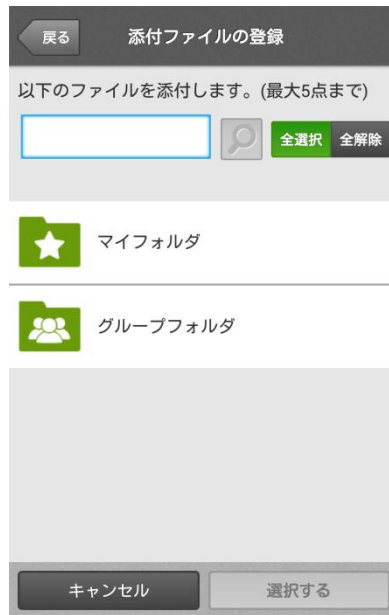 戻る 添付ファイルの登録
以下のファイルを添付します。(最大5点まで)
全選択 全解除
マイフォルダ
グループフォルダ
キャンセル 選択する